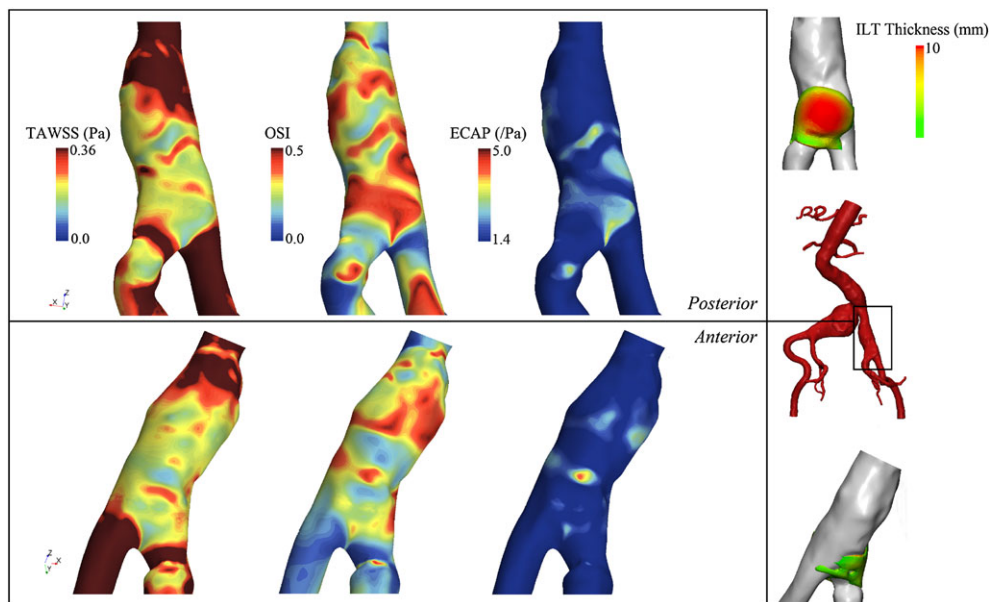 ILT Thickness (mm)
10
TAWSS (Pa)
0.36
0.0
OSI
0.5
0.0
ECAP (/Pa)
5.0
1.4
Z
X
Y
Posterior
Anterior
Z
X
Y